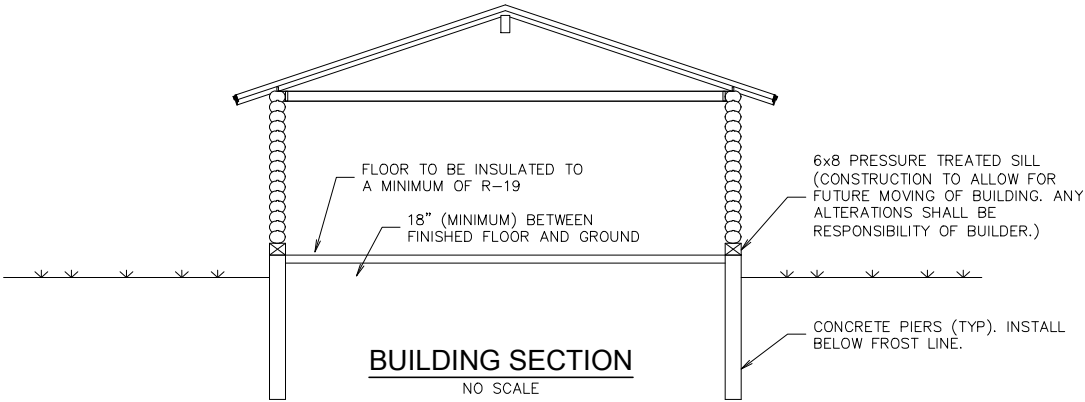 FLOOR TO BE INSULATED TO
A MINIMUM OF R-19
18" (MINIMUM) BETWEEN
FINISHED FLOOR AND GROUND
6x8 PRESSURE TREATED SILL
(CONSTRUCTION TO ALLOW FOR
FUTURE MOVING OF BUILDING. ANY
ALTERATIONS SHALL BE
RESPONSIBILITY OF BUILDER.)
CONCRETE PIERS (TYP). INSTALL
BELOW FROST LINE.
BUILDING SECTION
NO SCALE